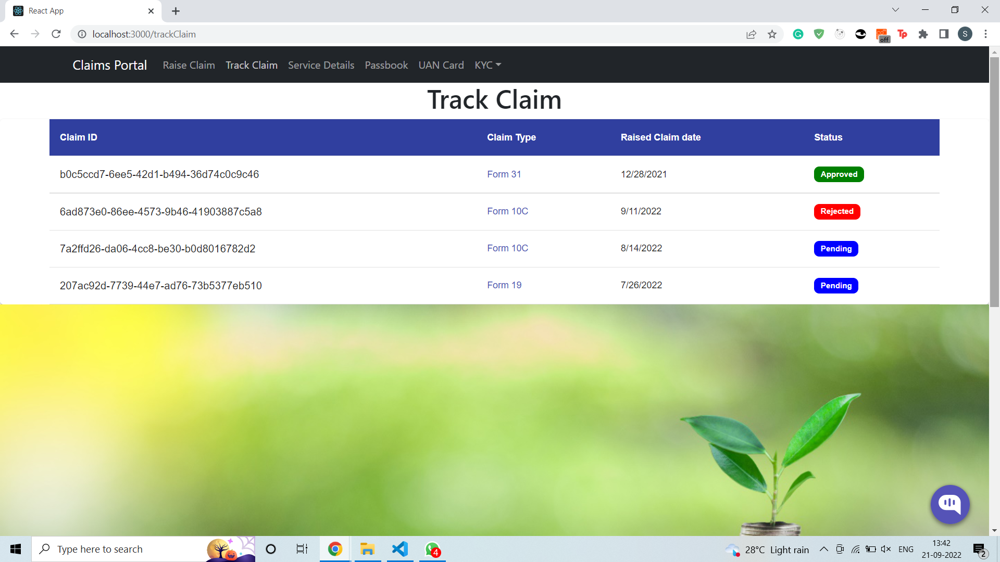 React App
localhost:3000/trackClaim
off
S
Claims Portal Raise Claim Track Claim Service Details Passbook UAN Card KYC
Track Claim
Claim ID Claim Type Raised Claim date Status
b0c5ccd7-6ee5-42d1-b494-36d74c0c9c46 Form 31 12/28/2021 Approved
6ad873e0-86ee-4573-9b46-41903887c5a8 Form 10C 9/11/2022 Rejected
7a2ffd26-da06-4cc8-be30-b0d8016782d2 Form 10C 8/14/2022 Pending
207ac92d-7739-44e7-ad76-73b5377eb510 Form 19 7/26/2022 Pending
Type here to search
4
28°C Light rain
ENG
13:42
21-09-2022
2